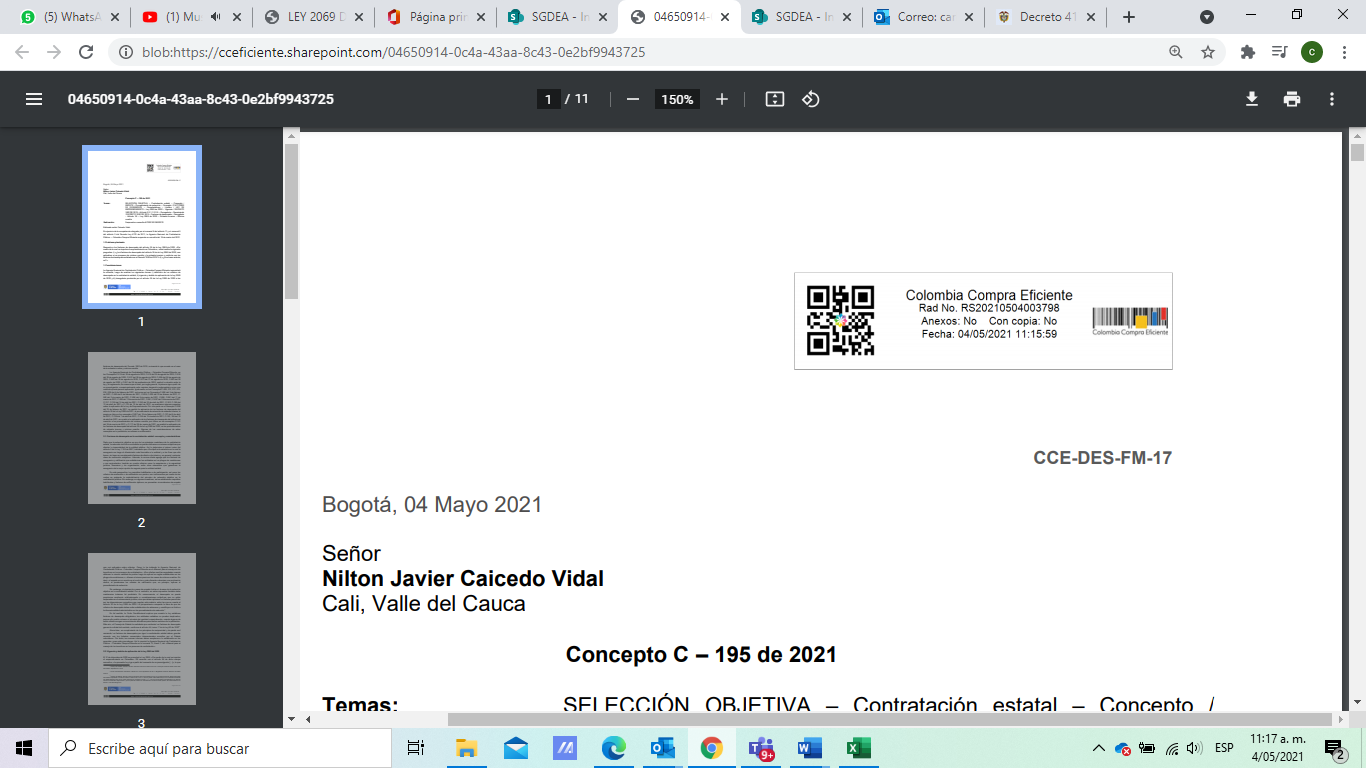 (5) WhatsA
(1) Mu
LEY 2069 D
Página prin
SGDEA - In
04650914-
SGDEA - In
Correo: car
Decreto 41
blob:https://cceficiente.sharepoint.com/04650914-0c4a-43aa-8c43-0e2bf9943725
c
04650914-0c4a-43aa-8c43-0e2bf9943725
1 / 11
150%
1
2
3
Colombia Compra Eficiente
Rad No. RS20210504003798
Anexos: No Con copia: No
Fecha: 04/05/2021 11:15:59
Colombia Compra Eficiente
CCE-DES-FM-17
Bogotá, 04 Mayo 2021
Señor
Nilton Javier Caicedo Vidal
Cali, Valle del Cauca
Concepto C – 195 de 2021
Temas: SELECCIÓN OBJETIVA – Contratación estatal – Concepto /
Escribe aquí para buscar
9+
ESP
11:17 a. m.
4/05/2021
2